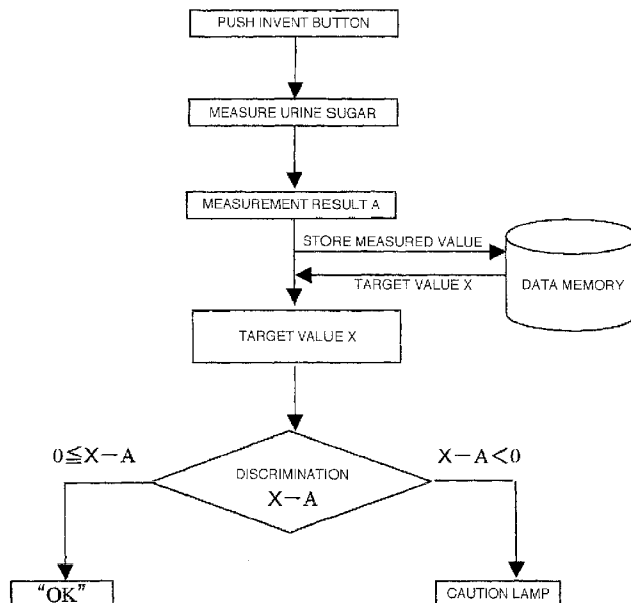 PUSH INVENT BUTTON
MEASURE URINE SUGAR
MEASUREMENT RESULT A
STORE MEASURED VALUE
TARGET VALUE X
DATA MEMORY
TARGET VALUE X
0≦X−A
X−A<0
DISCRIMINATION
X−A
“OK”
CAUTION LAMP